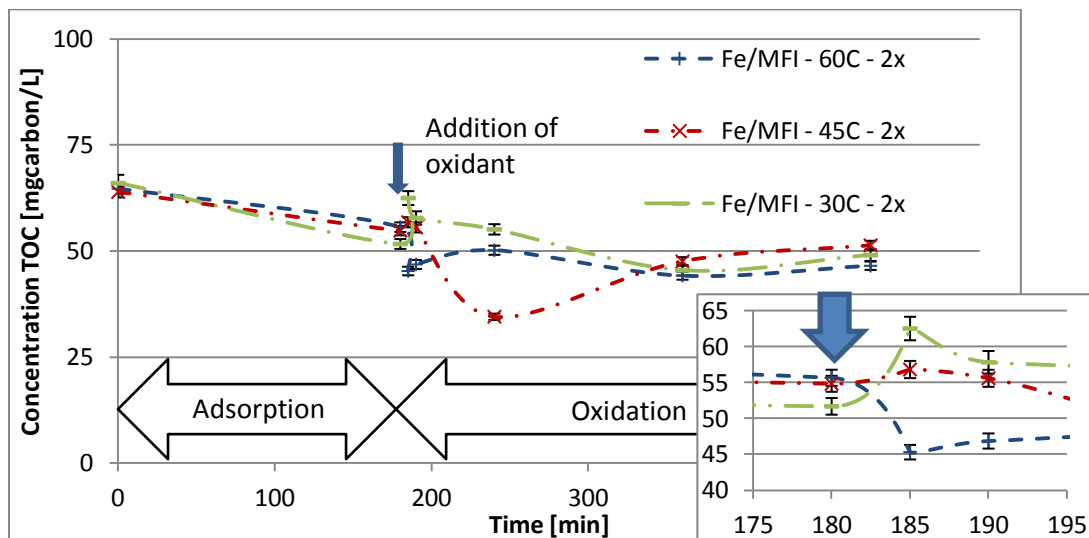 Concentration TOC [mgcarbon/L]
100
75
50
25
0
0
100
200
300
Time [min]
Addition of
oxidant
Fe/MFI - 60C - 2x
Fe/MFI - 45C - 2x
Fe/MFI - 30C - 2x
Adsorption
Oxidation
65
60
55
50
45
40
175
180
185
190
195